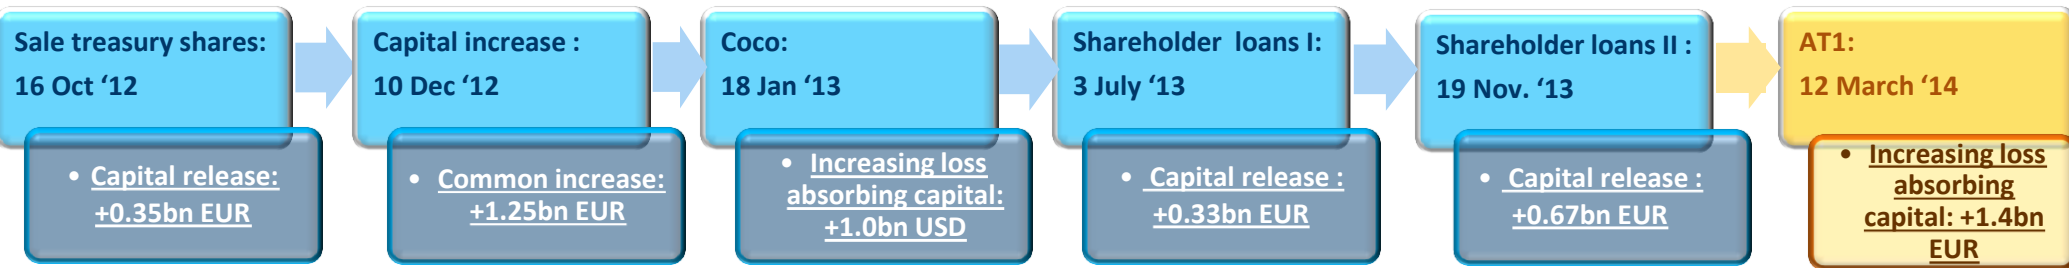 Sale treasury shares:
16 Oct ‘12
• Capital release:
+0.35bn EUR
Capital increase :
10 Dec ‘12
• Common increase:
+1.25bn EUR
Coco:
18 Jan ‘13
• Increasing loss
absorbing capital:
+1.0bn USD
Shareholder loans I:
3 July ‘13
• Capital release :
+0.33bn EUR
Shareholder loans II :
19 Nov. ‘13
• Capital release :
+0.67bn EUR
AT1:
12 March ‘14
• Increasing loss
absorbing
capital: +1.4bn
EUR